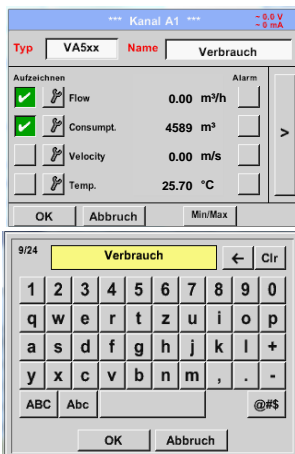 *** Kanal A1 ***
~ 0.0 V
~ 0 mA
Typ VA5xx Name Verbrauch
Aufzeichnen Alarm
Flow 0.00 m³/h
Consumpt. 4589 m³
Velocity 0.00 m/s
Temp. 25.70 °C
>
OK Abbruch Min/Max
9/24 Verbrauch ← Clr
1 2 3 4 5 6 7 8 9 0
q w e r t z u i o p
a s d f g h j k l +
y x c v b n m , . -
ABC Abc @#$
OK Abbruch